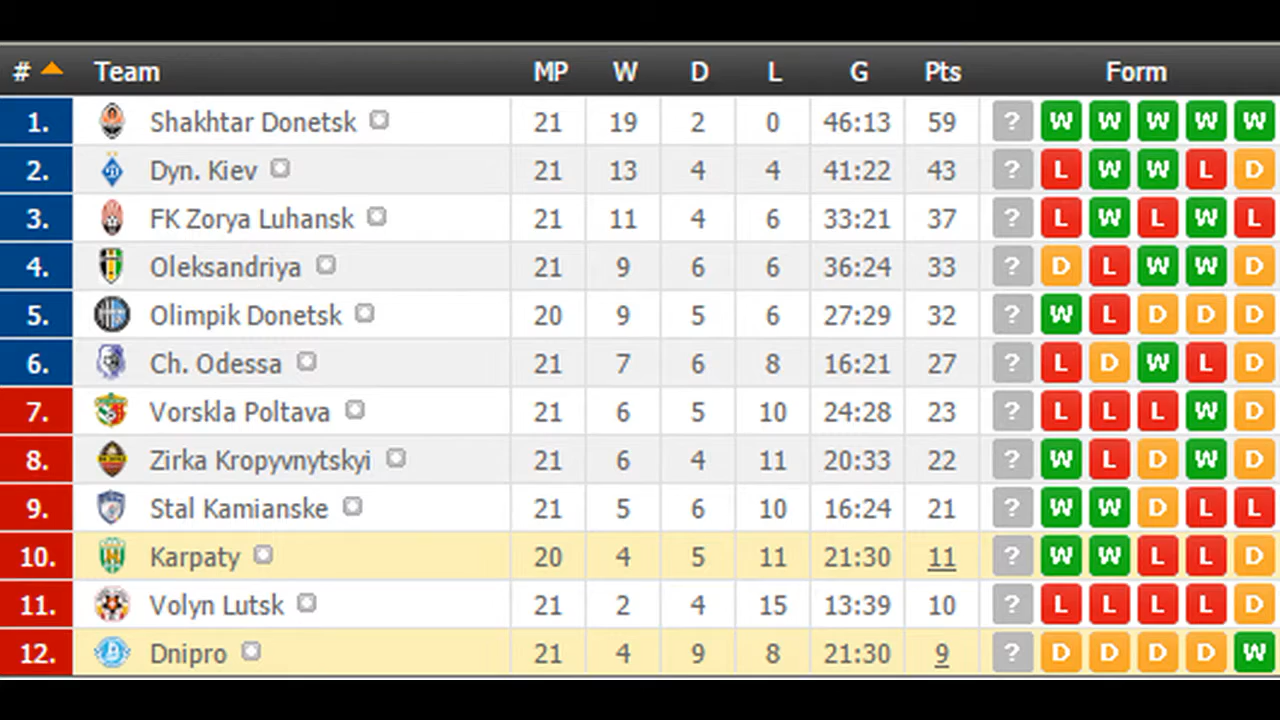 # Team MP W D L G Pts Form
1. Shakhtar Donetsk 21 19 2 0 46:13 59 ? W W W W W
2. Dyn. Kiev 21 13 4 4 41:22 43 ? L W W L D
3. FK Zorya Luhansk 21 11 4 6 33:21 37 ? L W L W L
4. Oleksandriya 21 9 6 6 36:24 33 ? D L W W D
5. Olimpik Donetsk 20 9 5 6 27:29 32 ? W L D D D
6. Ch. Odessa 21 7 6 8 16:21 27 ? L D W L D
7. Vorskla Poltava 21 6 5 10 24:28 23 ? L L L W D
8. Zirka Kropyvnytskyi 21 6 4 11 20:33 22 ? W L D W D
9. Stal Kamianske 21 5 6 10 16:24 21 ? W W D L L
10. Karpaty 20 4 5 11 21:30 11 ? W W L L D
11. Volyn Lutsk 21 2 4 15 13:39 10 ? L L L L D
12. Dnipro 21 4 9 8 21:30 9 ? D D D D W